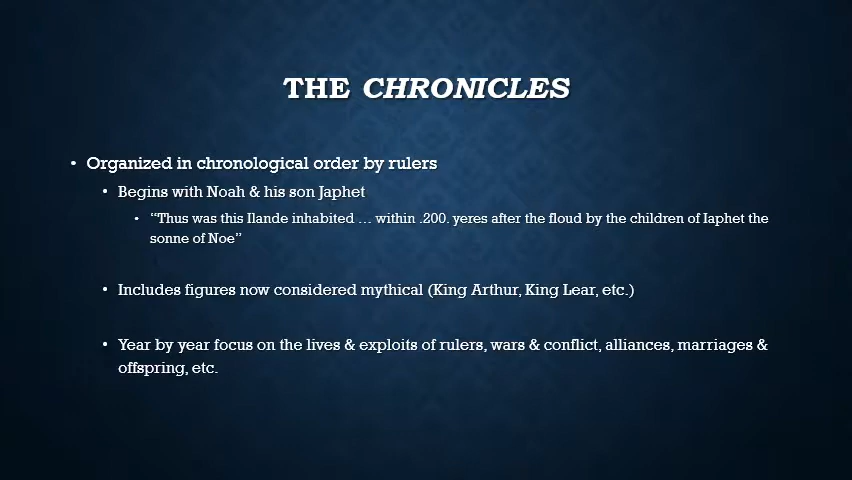 THE CHRONICLES
• Organized in chronological order by rulers
• Begins with Noah & his son Japhet
• “Thus was this Ilande inhabited … within .200. yeres after the floud by the children of Iaphet the
sonne of Noe”
• Includes figures now considered mythical (King Arthur, King Lear, etc.)
• Year by year focus on the lives & exploits of rulers, wars & conflict, alliances, marriages &
offspring, etc.